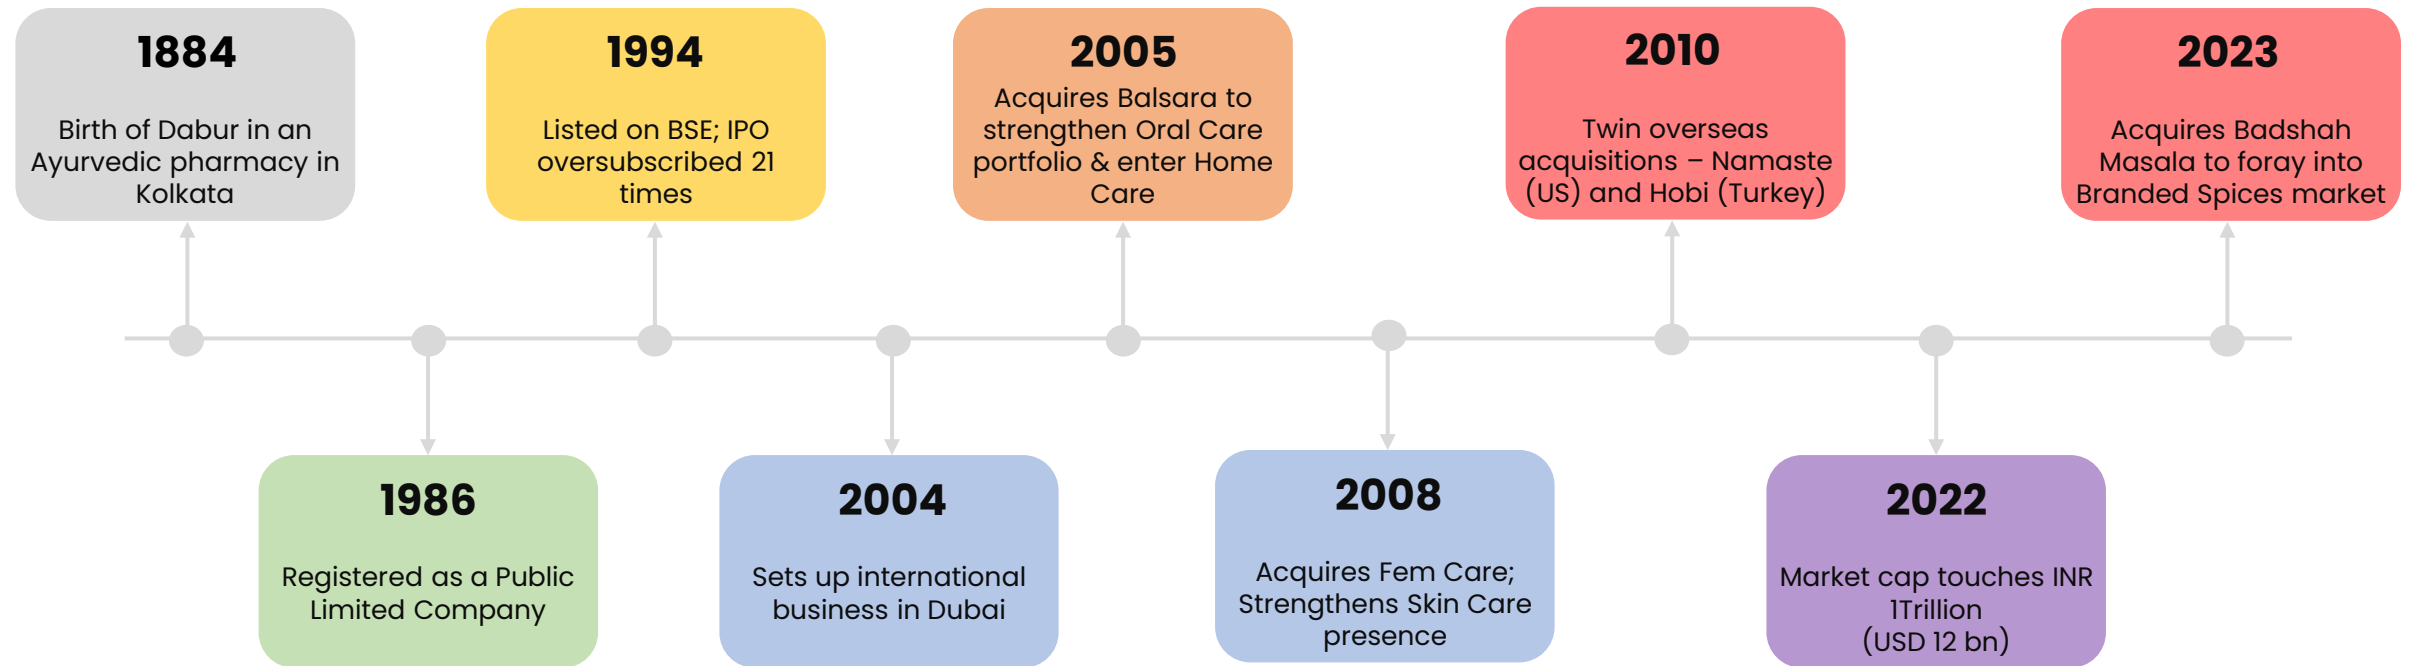 1884
Birth of Dabur in an
Ayurvedic pharmacy in
Kolkata
1986
Registered as a Public
Limited Company
1994
Listed on BSE; IPO
oversubscribed 21
times
2004
Sets up international
business in Dubai
2005
Acquires Balsara to
strengthen Oral Care
portfolio & enter Home
Care
2008
Acquires Fem Care;
Strengthens Skin Care
presence
2010
Twin overseas
acquisitions – Namaste
(US) and Hobi (Turkey)
2022
Market cap touches INR
1Trillion
(USD 12 bn)
2023
Acquires Badshah
Masala to foray into
Branded Spices market